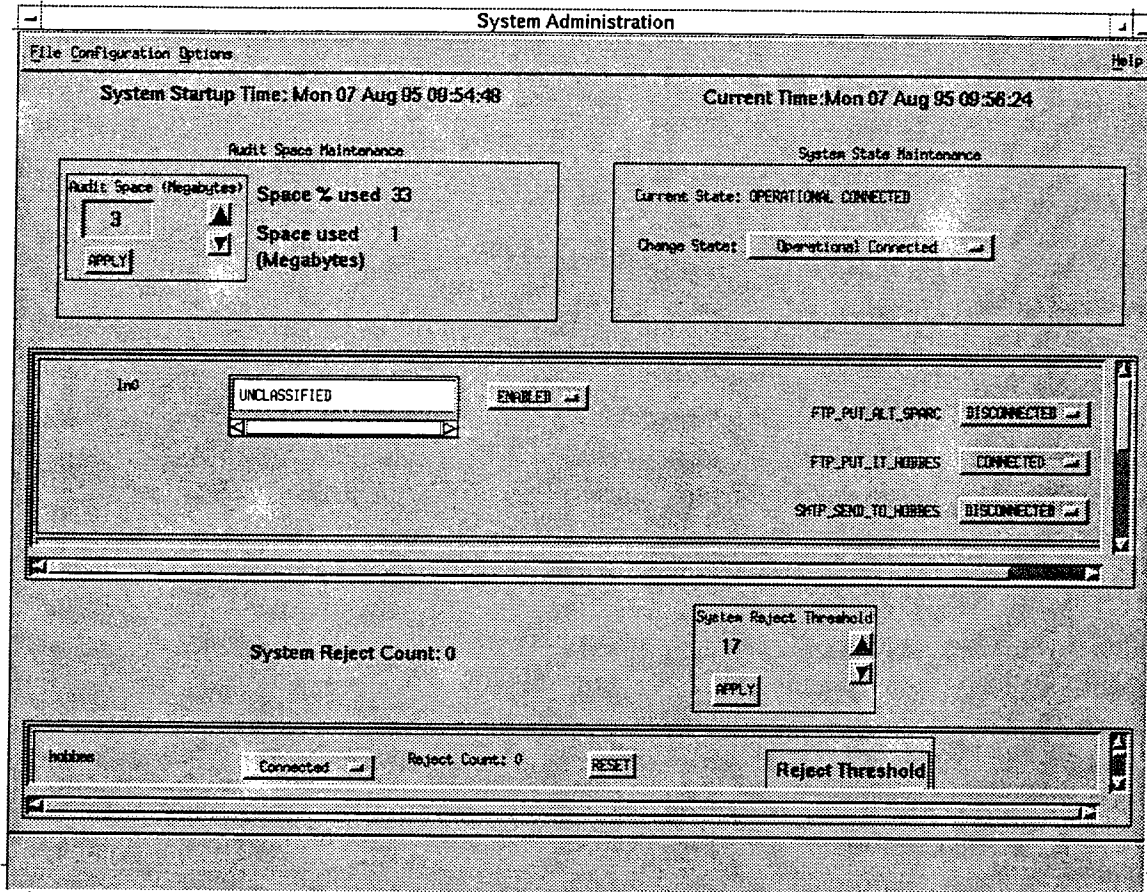 System Administration
File Configuration Options Help
System Startup Time: Mon 07 Aug 95 09:54:48
Current Time:Mon 07 Aug 95 09:56:24
Audit Space Maintenance
Audit Space (Megabytes)
3
APPLY
Space % used 33
Space used 1
(Megabytes)
System State Maintenance
Current State: OPERATIONAL CONNECTED
Change State: Operational Connected
ln0
UNCLASSIFIED
ENABLED
FTP_PUT_ALT_SPARC DISCONNECTED
FTP_PUT_IT_HOBBES CONNECTED
SMTP_SEND_TO_HOBBES DISCONNECTED
System Reject Count: 0
System Reject Threshold
17
APPLY
hobbes Connected Reject Count: 0 RESET Reject Threshold